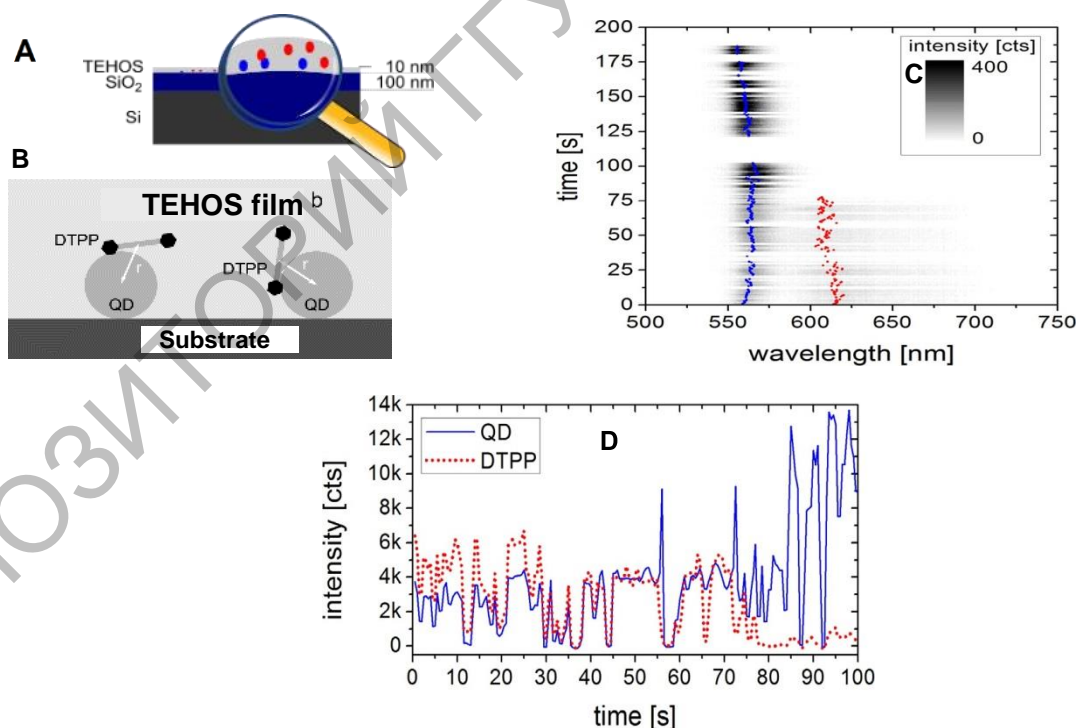 A
TEHOS
SiO2
Si
10 nm
100 nm
B
TEHOS film b
DTPP
r
QD
DTPP
r
QD
Substrate
200
175
150
125
100
75
50
25
0
time [s]
intensity [cts]
C
400
0
500 550 600 650 700 750
wavelength [nm]
14k
12k
10k
8k
6k
4k
2k
0
intensity [cts]
QD
DTPP
D
0 10 20 30 40 50 60 70 80 90 100
time [s]
ПОЗИТОРИЙ ГГУ